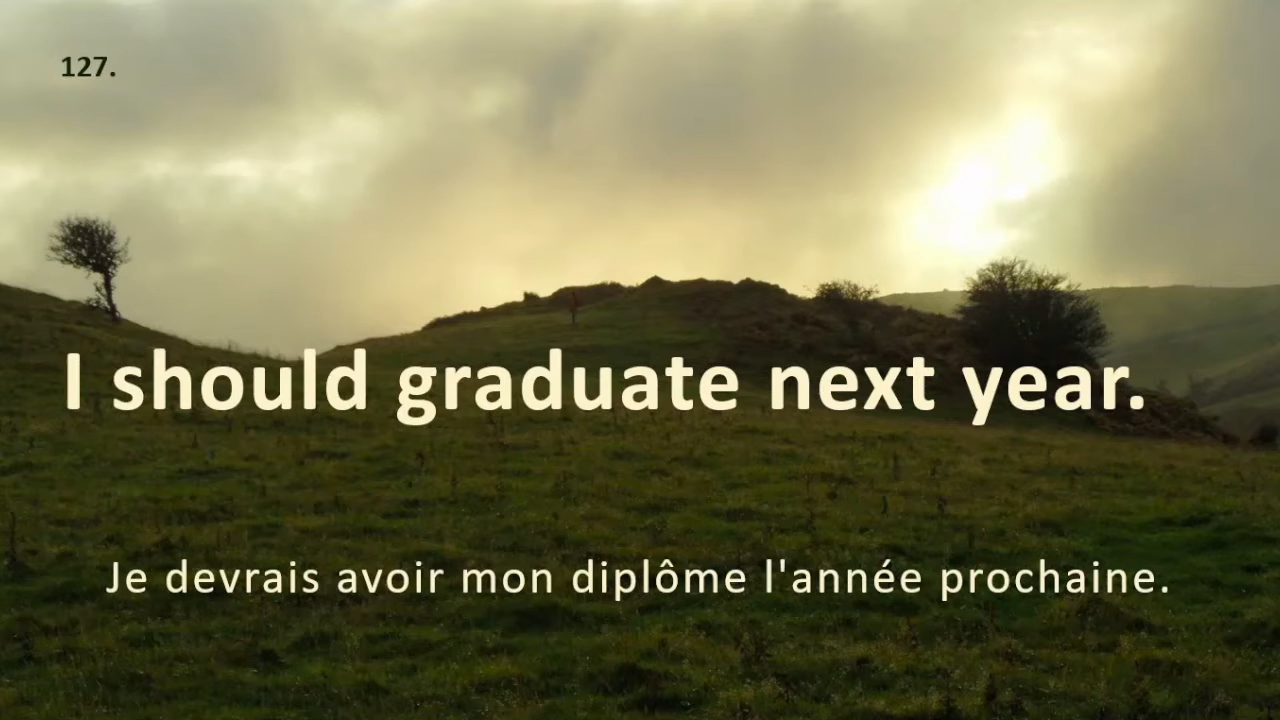 127.
I should graduate next year.
Je devrais avoir mon diplôme l'année prochaine.